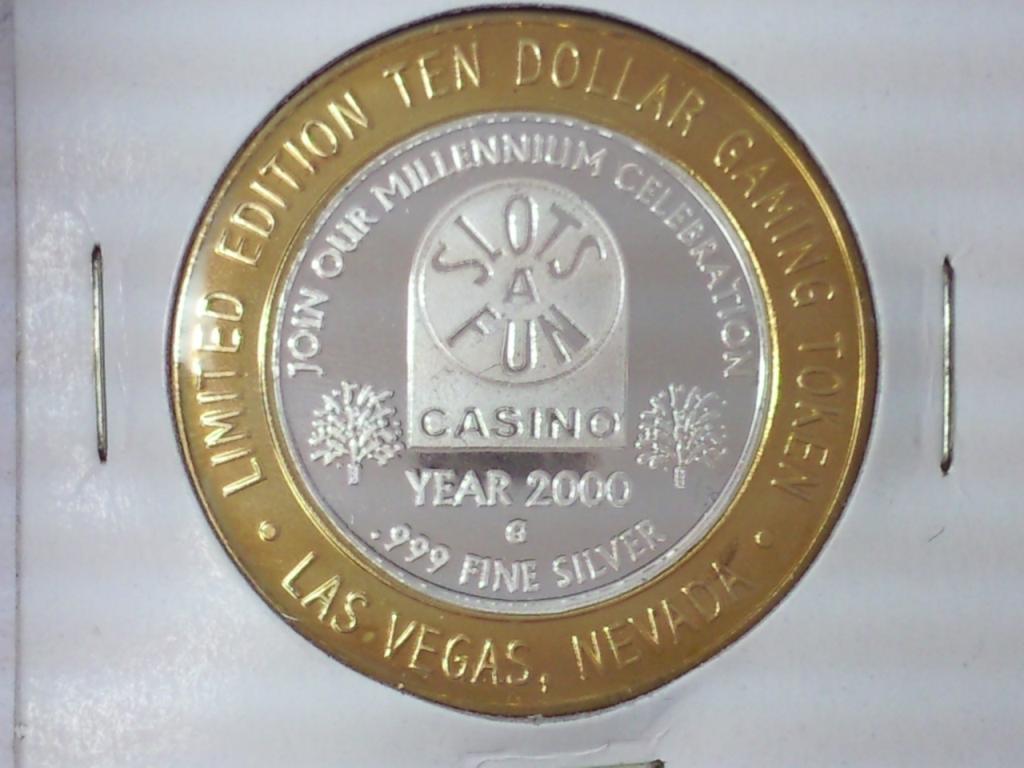 LIMITED EDITION TEN DOLLAR GAMING TOKEN
JOIN OUR MILLENNIUM CELEBRATION
SLOTS
A
FUN
CASINO
YEAR 2000
G
.999 FINE SILVER
• LAS VEGAS, NEVADA •